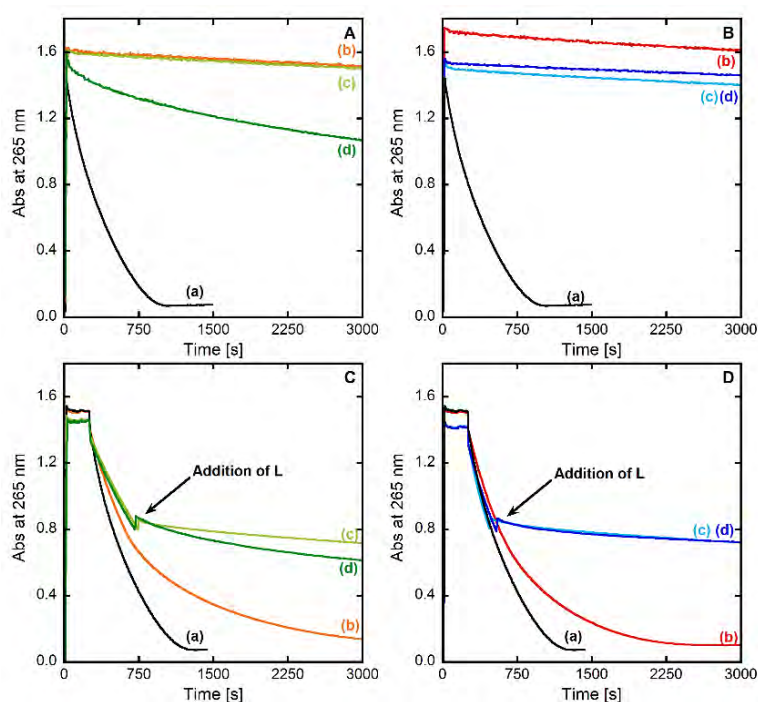 A
1.6
1.2
0.8
0.4
0.0
Abs at 265 nm
(b)
(c)
(d)
(a)
0 750 1500 2250 3000
Time [s]
B
1.6
1.2
0.8
0.4
0.0
Abs at 265 nm
(b)
(c) (d)
(a)
0 750 1500 2250 3000
Time [s]
C
1.6
1.2
0.8
0.4
0.0
Abs at 265 nm
Addition of L
(c)
(d)
(b)
(a)
0 750 1500 2250 3000
Time [s]
D
1.6
1.2
0.8
0.4
0.0
Abs at 265 nm
Addition of L
(c) (d)
(a)
(b)
0 750 1500 2250 3000
Time [s]